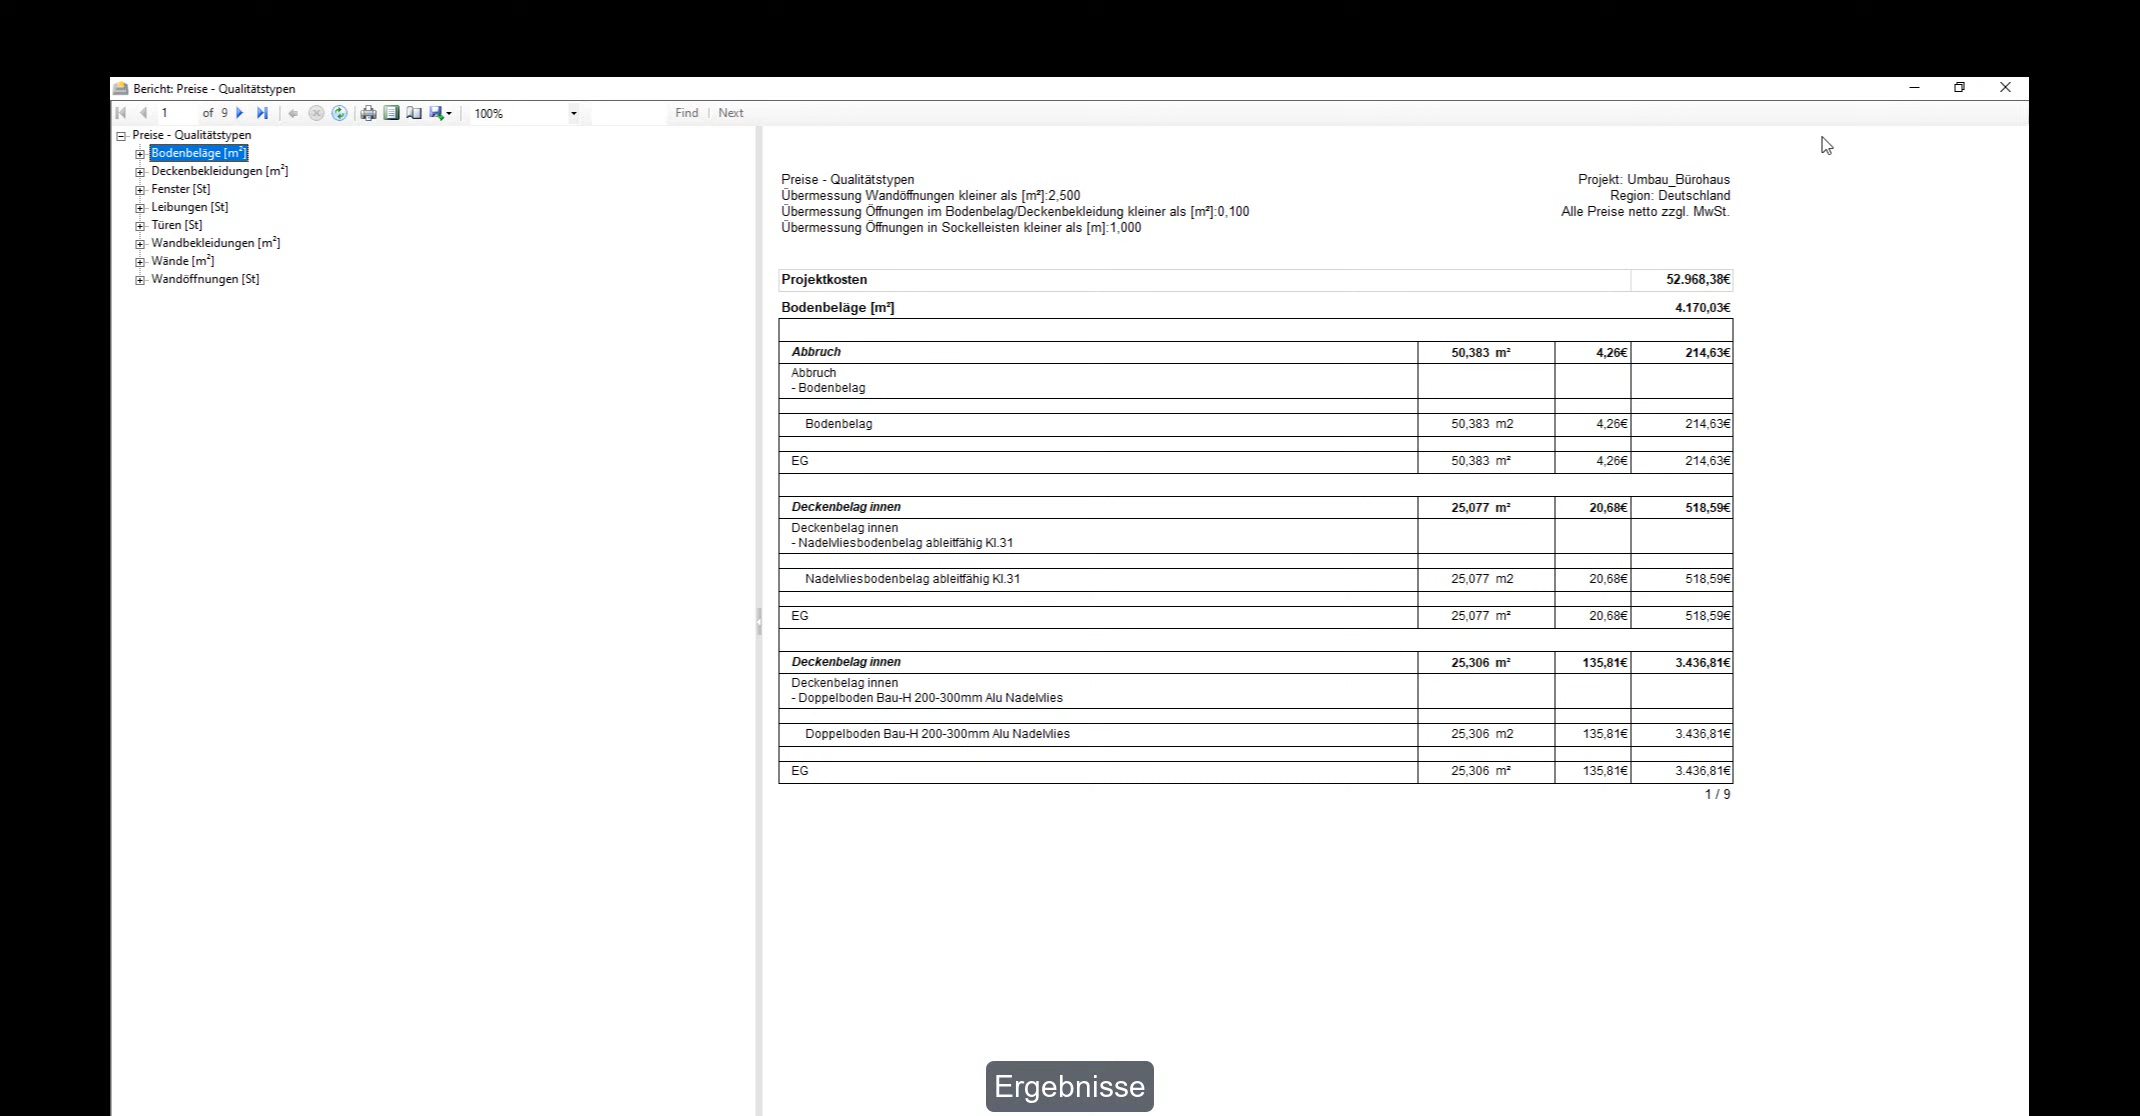 Bericht: Preise - Qualitätstypen
1 of 9 100% Find | Next
Preise - Qualitätstypen
Bodenbeläge [m²]
Deckenbekleidungen [m²]
Fenster [St]
Leibungen [St]
Türen [St]
Wandbekleidungen [m²]
Wände [m²]
Wandöffnungen [St]
Preise - Qualitätstypen Projekt: Umbau_Bürohaus
Übermessung Wandöffnungen kleiner als [m²]:2,500 Region: Deutschland
Übermessung Öffnungen im Bodenbelag/Deckenbekleidung kleiner als [m²]:0,100 Alle Preise netto zzgl. MwSt.
Übermessung Öffnungen in Sockelleisten kleiner als [m]:1,000
Projektkosten 52.968,38€
Bodenbeläge [m²] 4.170,03€
Abbruch 50,383 m² 4,26€ 214,63€
Abbruch
- Bodenbelag
Bodenbelag 50,383 m2 4,26€ 214,63€
EG 50,383 m² 4,26€ 214,63€
Deckenbelag innen 25,077 m² 20,68€ 518,59€
Deckenbelag innen
- Nadelvliesbodenbelag ableitfähig Kl.31
Nadelvliesbodenbelag ableitfähig Kl.31 25,077 m2 20,68€ 518,59€
EG 25,077 m² 20,68€ 518,59€
Deckenbelag innen 25,306 m² 135,81€ 3.436,81€
Deckenbelag innen
- Doppelboden Bau-H 200-300mm Alu Nadelvlies
Doppelboden Bau-H 200-300mm Alu Nadelvlies 25,306 m2 135,81€ 3.436,81€
EG 25,306 m² 135,81€ 3.436,81€
1 / 9
Ergebnisse